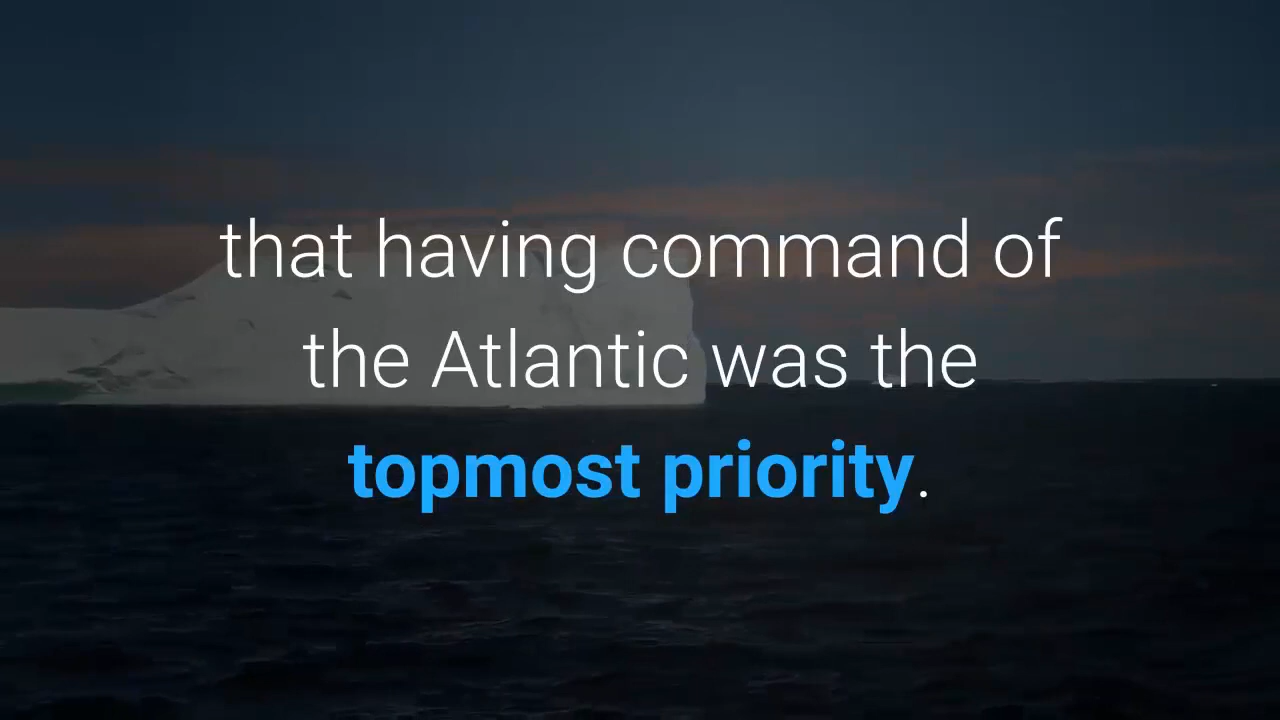 that having command of
the Atlantic was the
topmost priority.